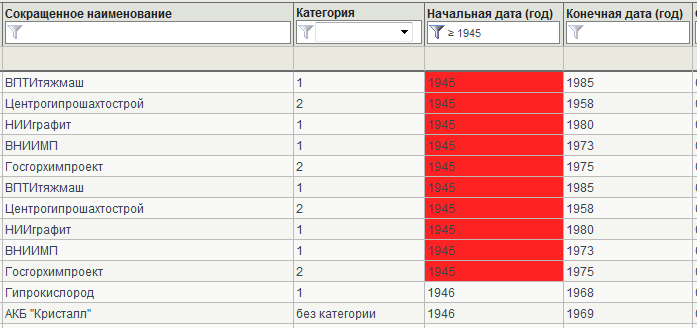 Сокращенное наименование Категория Начальная дата (год) Конечная дата (год)
≥ 1945
ВПТИтяжмаш 1 1945 1985
Центрогипрошахтострой 2 1945 1958
НИИграфит 1 1945 1980
ВНИИМП 1 1945 1973
Госгорхимпроект 2 1945 1975
ВПТИтяжмаш 1 1945 1985
Центрогипрошахтострой 2 1945 1958
НИИграфит 1 1945 1980
ВНИИМП 1 1945 1973
Госгорхимпроект 2 1945 1975
Гипрокислород 1 1946 1968
АКБ "Кристалл" без категории 1946 1969